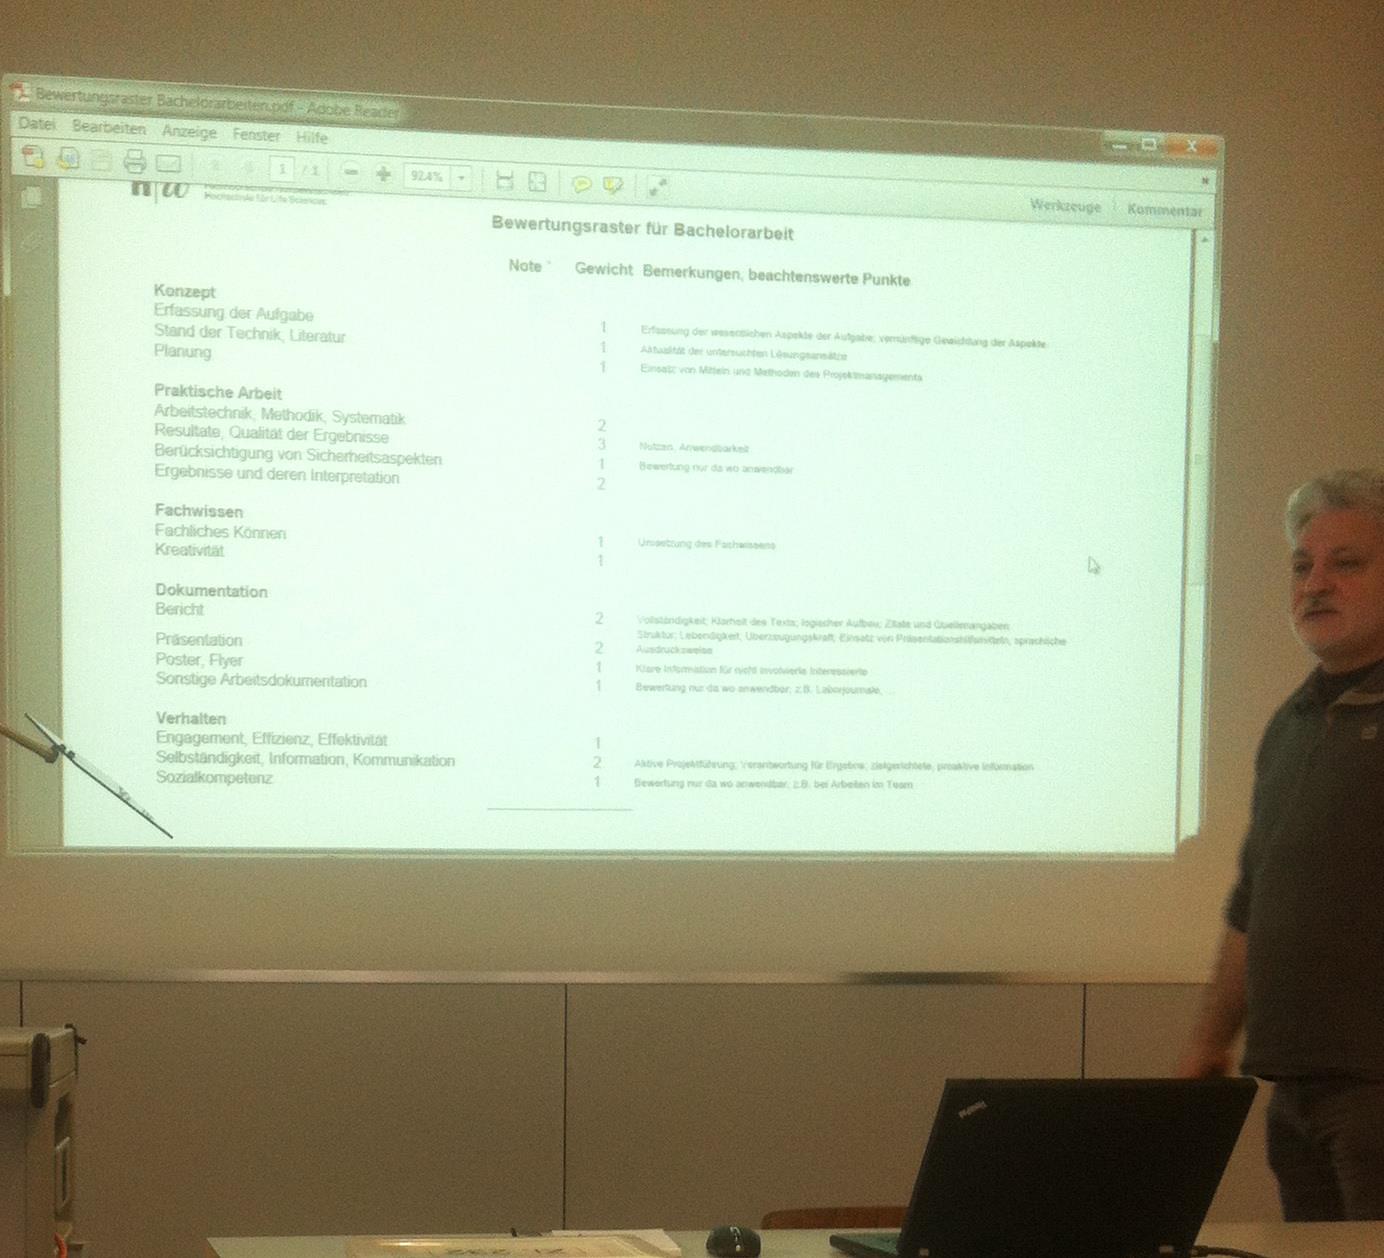 Bewertungsraster Bachelorarbeiten.pdf - Adobe Reader
Datei Bearbeiten Anzeige Fenster Hilfe
1 / 1 92.4%
Werkzeuge Kommentar
n|w
Hochschule für Life Sciences
Bewertungsraster für Bachelorarbeit
Note * Gewicht Bemerkungen, beachtenswerte Punkte
Konzept
Erfassung der Aufgabe 1 Erfassung der wesentlichen Aspekte der Aufgabe; vernünftige Gewichtung der Aspekte
Stand der Technik, Literatur 1 Aktualität der untersuchten Lösungsansätze
Planung 1 Einsatz von Mitteln und Methoden des Projektmanagements
Praktische Arbeit
Arbeitstechnik, Methodik, Systematik 2
Resultate, Qualität der Ergebnisse 3 Nutzen, Anwendbarkeit
Berücksichtigung von Sicherheitsaspekten 1 Bewertung nur da wo anwendbar
Ergebnisse und deren Interpretation 2
Fachwissen
Fachliches Können 1 Umsetzung des Fachwissens
Kreativität 1
Dokumentation
Bericht 2 Vollständigkeit; Klarheit des Texts; logischer Aufbau; Zitate und Quellenangaben
Struktur; Lebendigkeit; Überzeugungskraft; Einsatz von Präsentationshilfsmitteln; sprachliche
Präsentation 2 Ausdrucksweise
Poster, Flyer 1 Klare Information für nicht involvierte Interessierte
Sonstige Arbeitsdokumentation 1 Bewertung nur da wo anwendbar; z.B. Laborjournale, ...
Verhalten
Engagement, Effizienz, Effektivität 1
Selbständigkeit, Information, Kommunikation 2 Aktive Projektführung; Verantwortung für Ergebnis; zielgerichtete, proaktive Information
Sozialkompetenz 1 Bewertung nur da wo anwendbar; z.B. bei Arbeiten im Team
ThinkPad